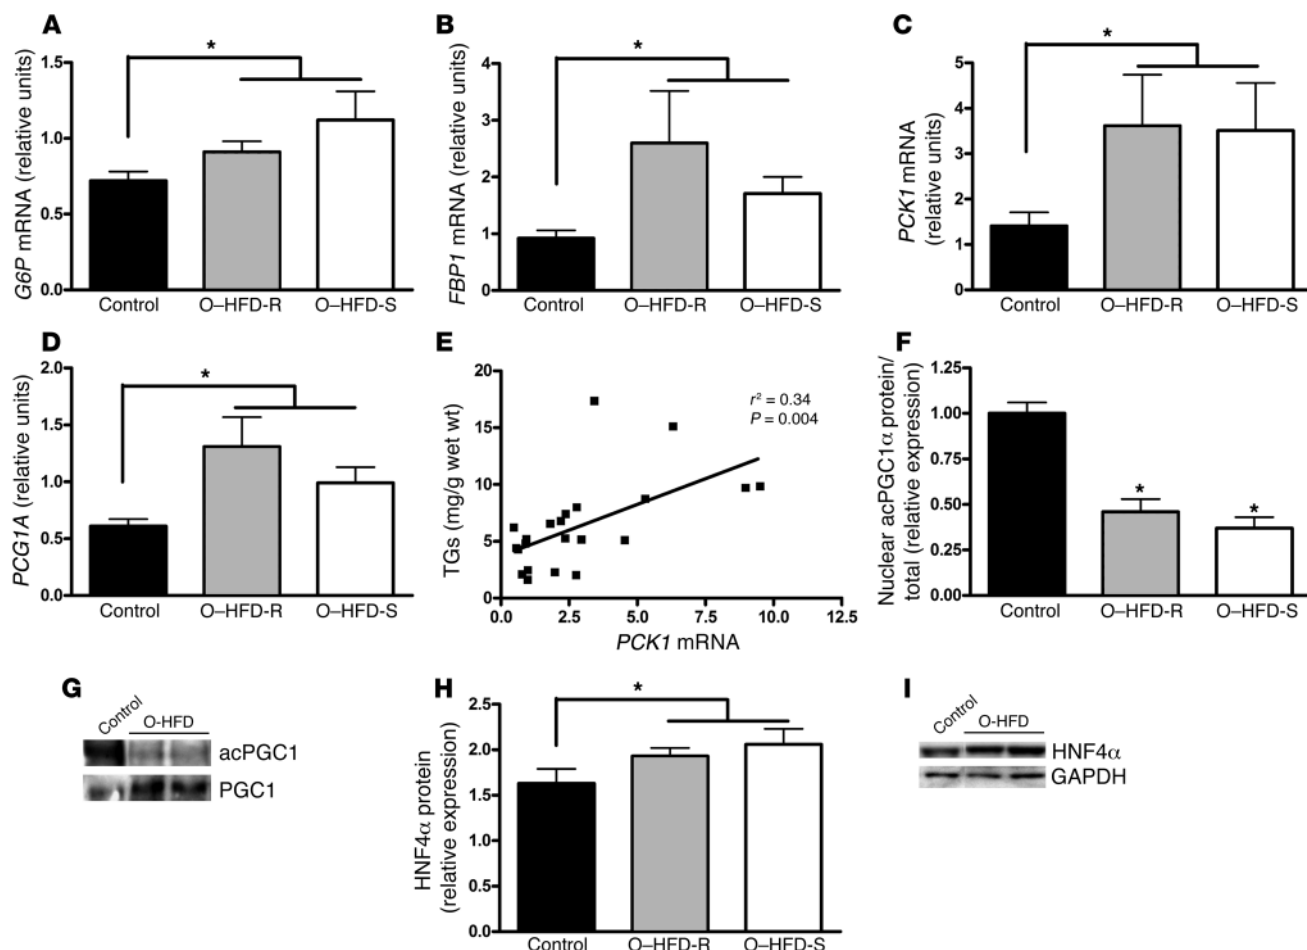 A
G6P mRNA (relative units)
1.5
1.0
0.5
0.0
*
Control
O–HFD-R
O–HFD-S
B
FBP1 mRNA (relative units)
4
3
2
1
0
*
Control
O–HFD-R
O–HFD-S
C
PCK1 mRNA
(relative units)
5
4
3
2
1
0
*
Control
O–HFD-R
O–HFD-S
D
PCG1A (relative units)
2.0
1.5
1.0
0.5
0.0
*
Control
O–HFD-R
O–HFD-S
E
TGs (mg/g wet wt)
20
15
10
5
0
r² = 0.34
P = 0.004
0.0
2.5
5.0
7.5
10.0
12.5
PCK1 mRNA
F
Nuclear acPGC1α protein/
total (relative expression)
1.25
1.00
0.75
0.50
0.25
0.00
*
*
Control
O–HFD-R
O–HFD-S
G
Control
O-HFD
acPGC1
PGC1
H
HNF4α protein
(relative expression)
2.5
2.0
1.5
1.0
0.5
0.0
*
Control
O–HFD-R
O–HFD-S
I
Control
O-HFD
HNF4α
GAPDH